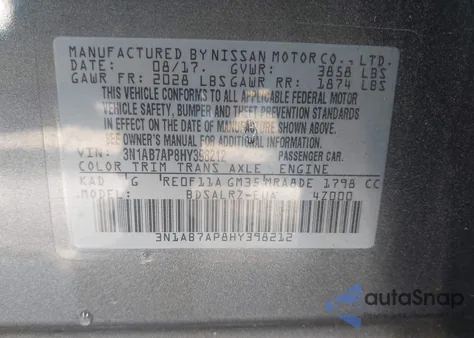 MANUFACTURED BY NISSAN MOTOR CO., LTD.
DATE: 08/17. GVWR: 3858 LBS
GAWR FR: 2028 LBS GAWR RR: 1874 LBS
THIS VEHICLE CONFORMS TO ALL APPLICABLE FEDERAL MOTOR
VEHICLE SAFETY, BUMPER AND THEFT PREVENTION STANDARDS
IN EFFECT ON THE DATE OF MANUFACTURE SHOWN ABOVE.
SEE OWNER'S MANUAL FOR ADDITIONAL INFORMATION.
VIN: 3N1AB7AP8HY398212 PASSENGER CAR.
COLOR TRIM TRANS AXLE ENGINE
KAD G RE0F11A GM35 MRA8DE 1798 CC
MODEL: BDSALRZ-EUA 4Z000
3N1AB7AP8HY398212
autaSnap